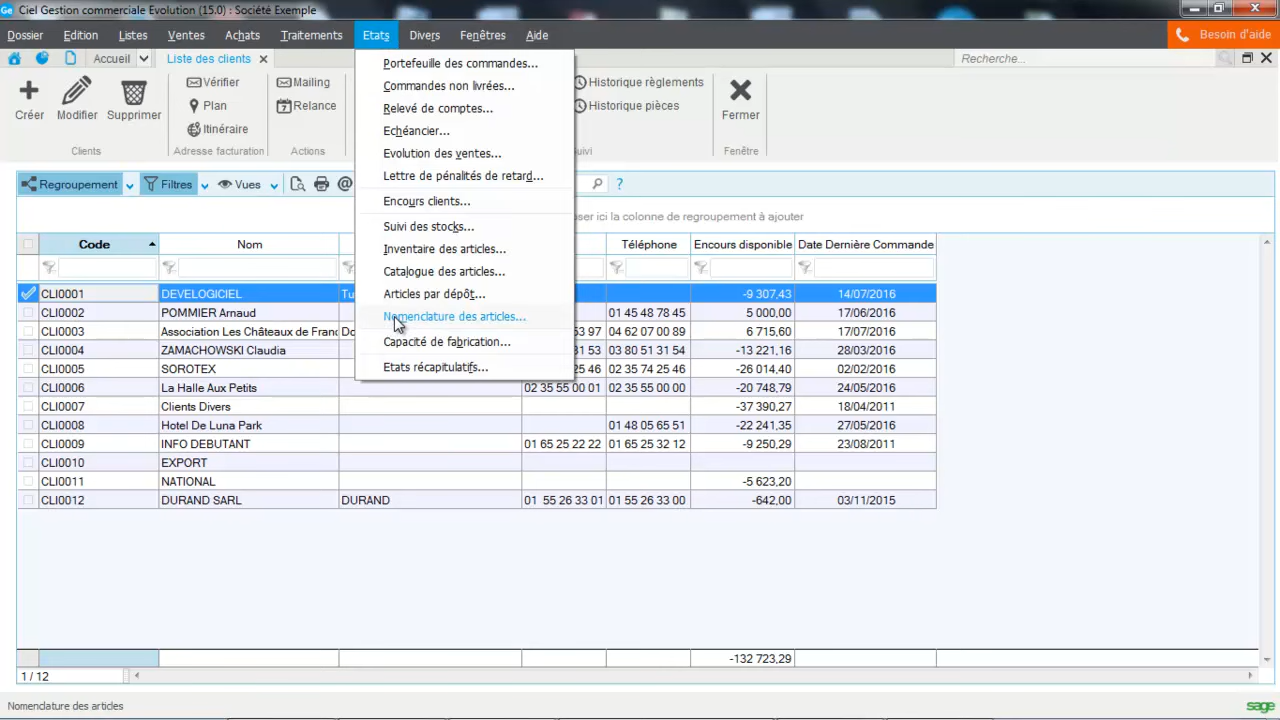 Ge Ciel Gestion commerciale Evolution (15.0) : Société Exemple
Dossier Edition Listes Ventes Achats Traitements Etats Divers Fenêtres Aide Besoin d'aide
Accueil Liste des clients Recherche...
Créer Modifier Supprimer
Clients
Vérifier
Plan
Itinéraire
Adresse facturation
Mailing
Relance
Actions
Historique règlements
Historique pièces
Fermer
Fenêtre
Portefeuille des commandes...
Commandes non livrées...
Relevé de comptes...
Echéancier...
Evolution des ventes...
Lettre de pénalités de retard...
Encours clients...
Suivi des stocks...
Inventaire des articles...
Catalogue des articles...
Articles par dépôt...
Nomenclature des articles...
Capacité de fabrication...
Etats récapitulatifs...
Regroupement Filtres Vues @ ?
ser ici la colonne de regroupement à ajouter
Code Nom Téléphone Encours disponible Date Dernière Commande
CLI0001 DEVELOGICIEL Tu -9 307,43 14/07/2016
CLI0002 POMMIER Arnaud 01 45 48 78 45 5 000,00 17/06/2016
CLI0003 Association Les Châteaux de Franc Do 53 97 04 62 07 00 89 6 715,60 17/07/2016
CLI0004 ZAMACHOWSKI Claudia 31 53 03 80 51 31 54 -13 221,16 28/03/2016
CLI0005 SOROTEX 25 46 02 35 74 25 46 -26 014,40 02/02/2016
CLI0006 La Halle Aux Petits 02 35 55 00 01 02 35 55 00 00 -20 748,79 24/05/2016
CLI0007 Clients Divers -37 390,27 18/04/2011
CLI0008 Hotel De Luna Park 01 48 05 65 51 -22 241,35 27/05/2016
CLI0009 INFO DEBUTANT 01 65 25 22 22 01 65 25 32 12 -9 250,29 23/08/2011
CLI0010 EXPORT
CLI0011 NATIONAL -5 623,20
CLI0012 DURAND SARL DURAND 01 55 26 33 01 01 55 26 33 00 -642,00 03/11/2015
-132 723,29
1 / 12
Nomendature des articles sage